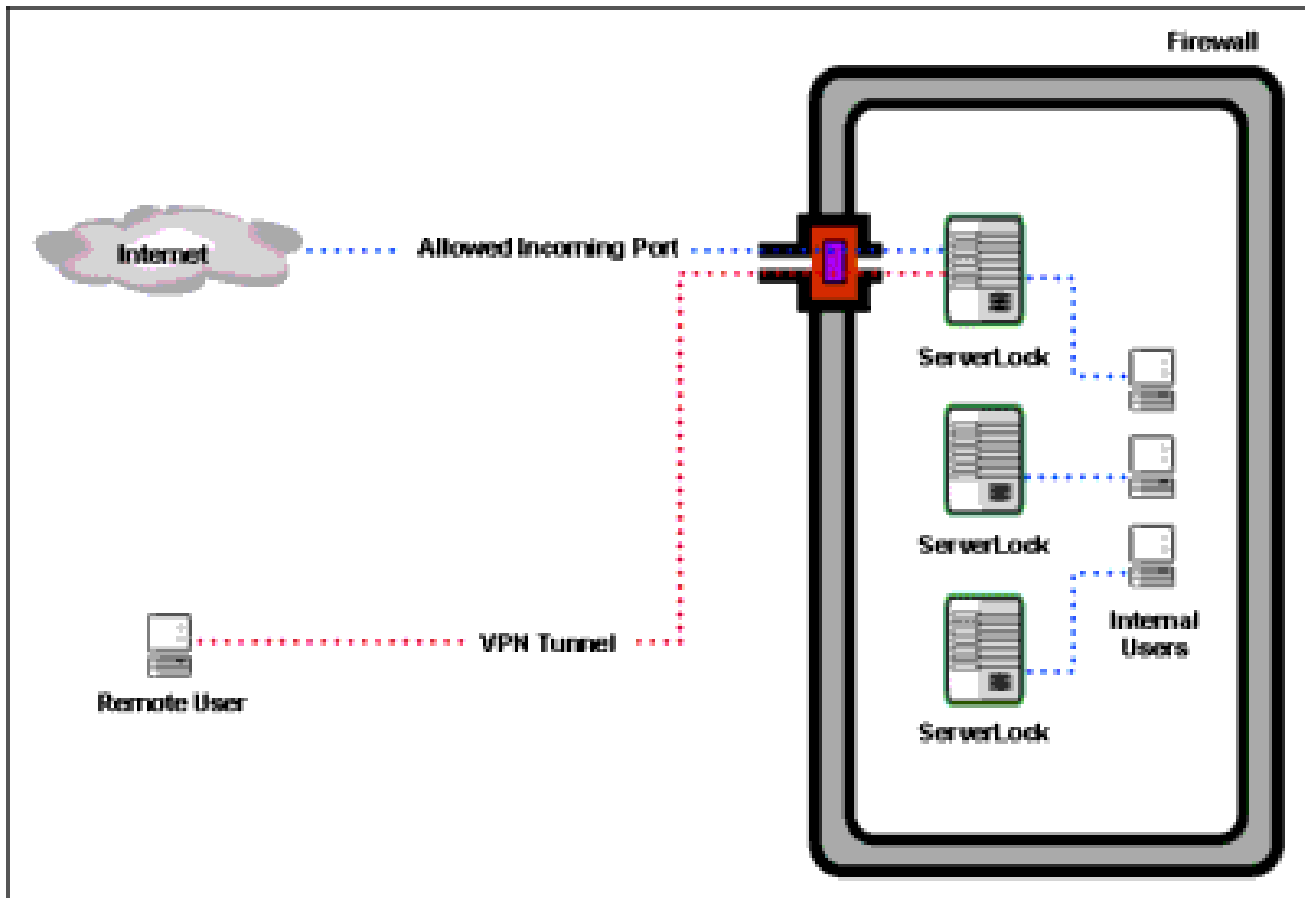 Firewall
Internet
Allowed Incoming Port
ServerLock
ServerLock
Internal
Users
VPN Tunnel
Remote User
ServerLock